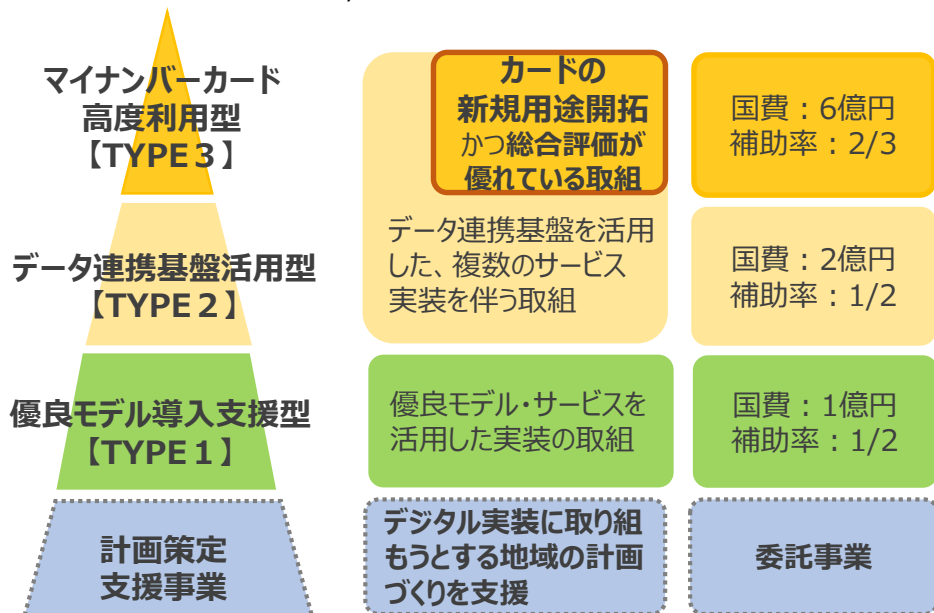 マイナンバーカード
高度利用型
【TYPE３】
カードの
新規用途開拓
かつ総合評価が
優れている取組
国費：6億円
補助率：2/3
データ連携基盤活用型
【TYPE２】
データ連携基盤を活用
した、複数のサービス
実装を伴う取組
国費：2億円
補助率：1/2
優良モデル導入支援型
【TYPE１】
優良モデル・サービスを
活用した実装の取組
国費：1億円
補助率：1/2
計画策定
支援事業
デジタル実装に取り組
もうとする地域の計画
づくりを支援
委託事業